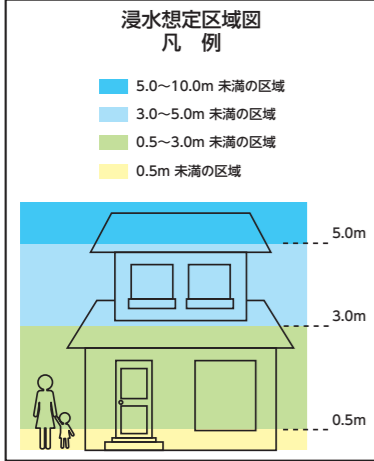 浸水想定区域図
凡 例
5.0～10.0m 未満の区域
3.0～5.0m 未満の区域
0.5～3.0m 未満の区域
0.5m 未満の区域
5.0m
3.0m
0.5m